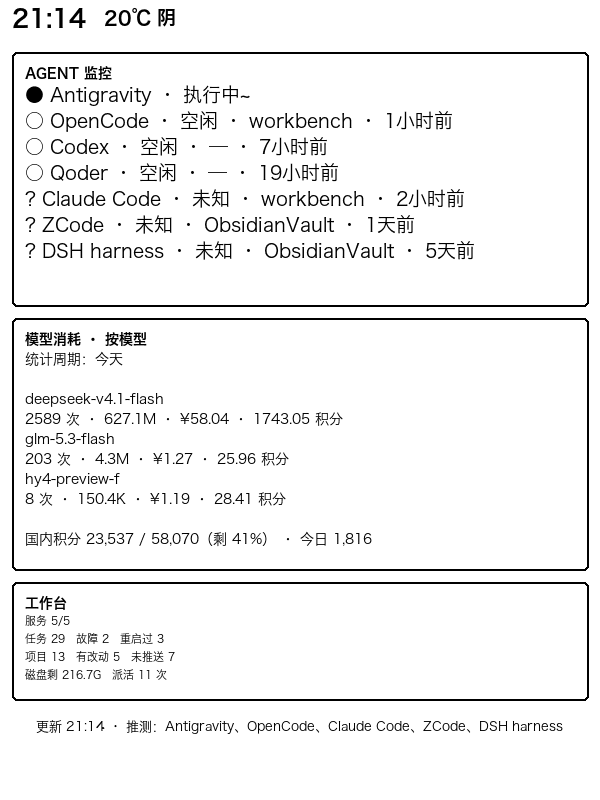 21:14 20℃ 阴
AGENT 监控
● Antigravity · 执行中~
○ OpenCode · 空闲 · workbench · 1小时前
○ Codex · 空闲 · — · 7小时前
○ Qoder · 空闲 · — · 19小时前
? Claude Code · 未知 · workbench · 2小时前
? ZCode · 未知 · ObsidianVault · 1天前
? DSH harness · 未知 · ObsidianVault · 5天前
模型消耗 · 按模型
统计周期：今天
deepseek-v4.1-flash
2589 次 · 627.1M · ¥58.04 · 1743.05 积分
glm-5.3-flash
203 次 · 4.3M · ¥1.27 · 25.96 积分
hy4-preview-f
8 次 · 150.4K · ¥1.19 · 28.41 积分
国内积分 23,537 / 58,070（剩 41%） · 今日 1,816
工作台
服务 5/5
任务 29 故障 2 重启过 3
项目 13 有改动 5 未推送 7
磁盘剩 216.7G 派活 11 次
更新 21:14 · 推测：Antigravity、OpenCode、Claude Code、ZCode、DSH harness